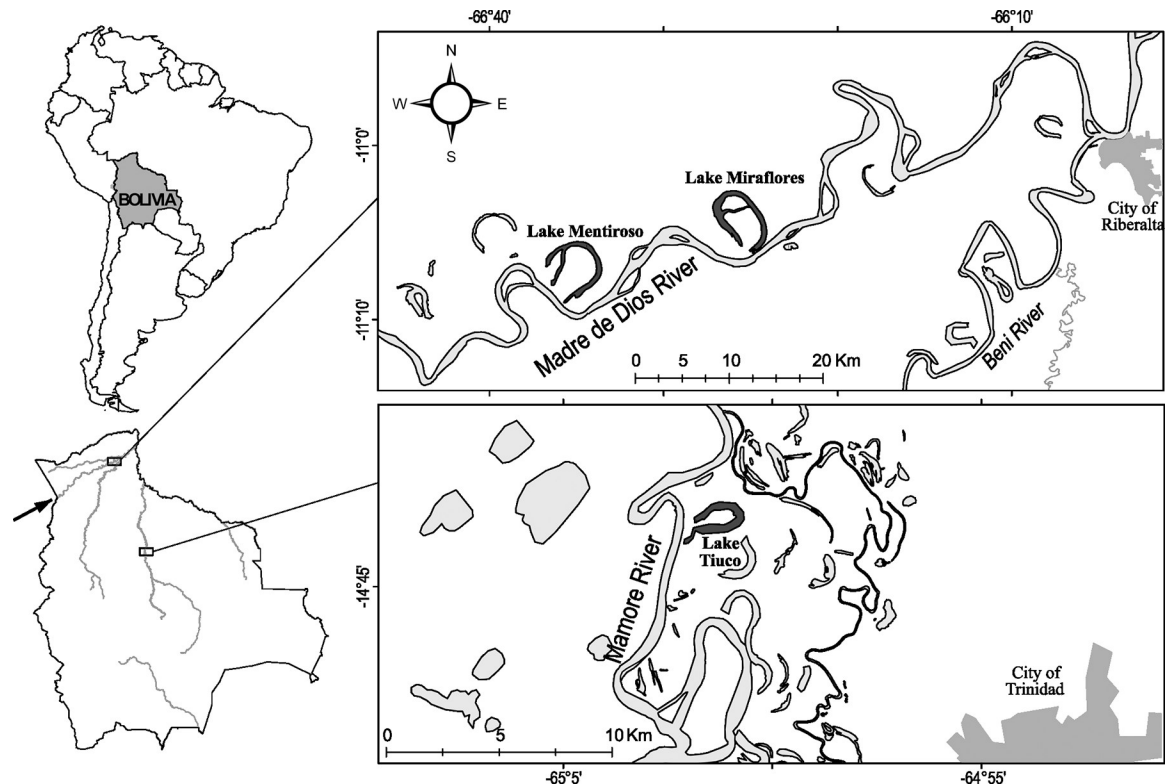 BOLIVIA
-66°40'
-66°10'
N
W
E
S
-11°0'
-11°10'
Lake Miraflores
Lake Mentiroso
City of
Riberalta
Madre de Dios River
Beni River
0 5 10 20 Km
Lake
Tiuco
Mamore River
-14°45'
City of
Trinidad
0 5 10 Km
-65°5'
-64°55'